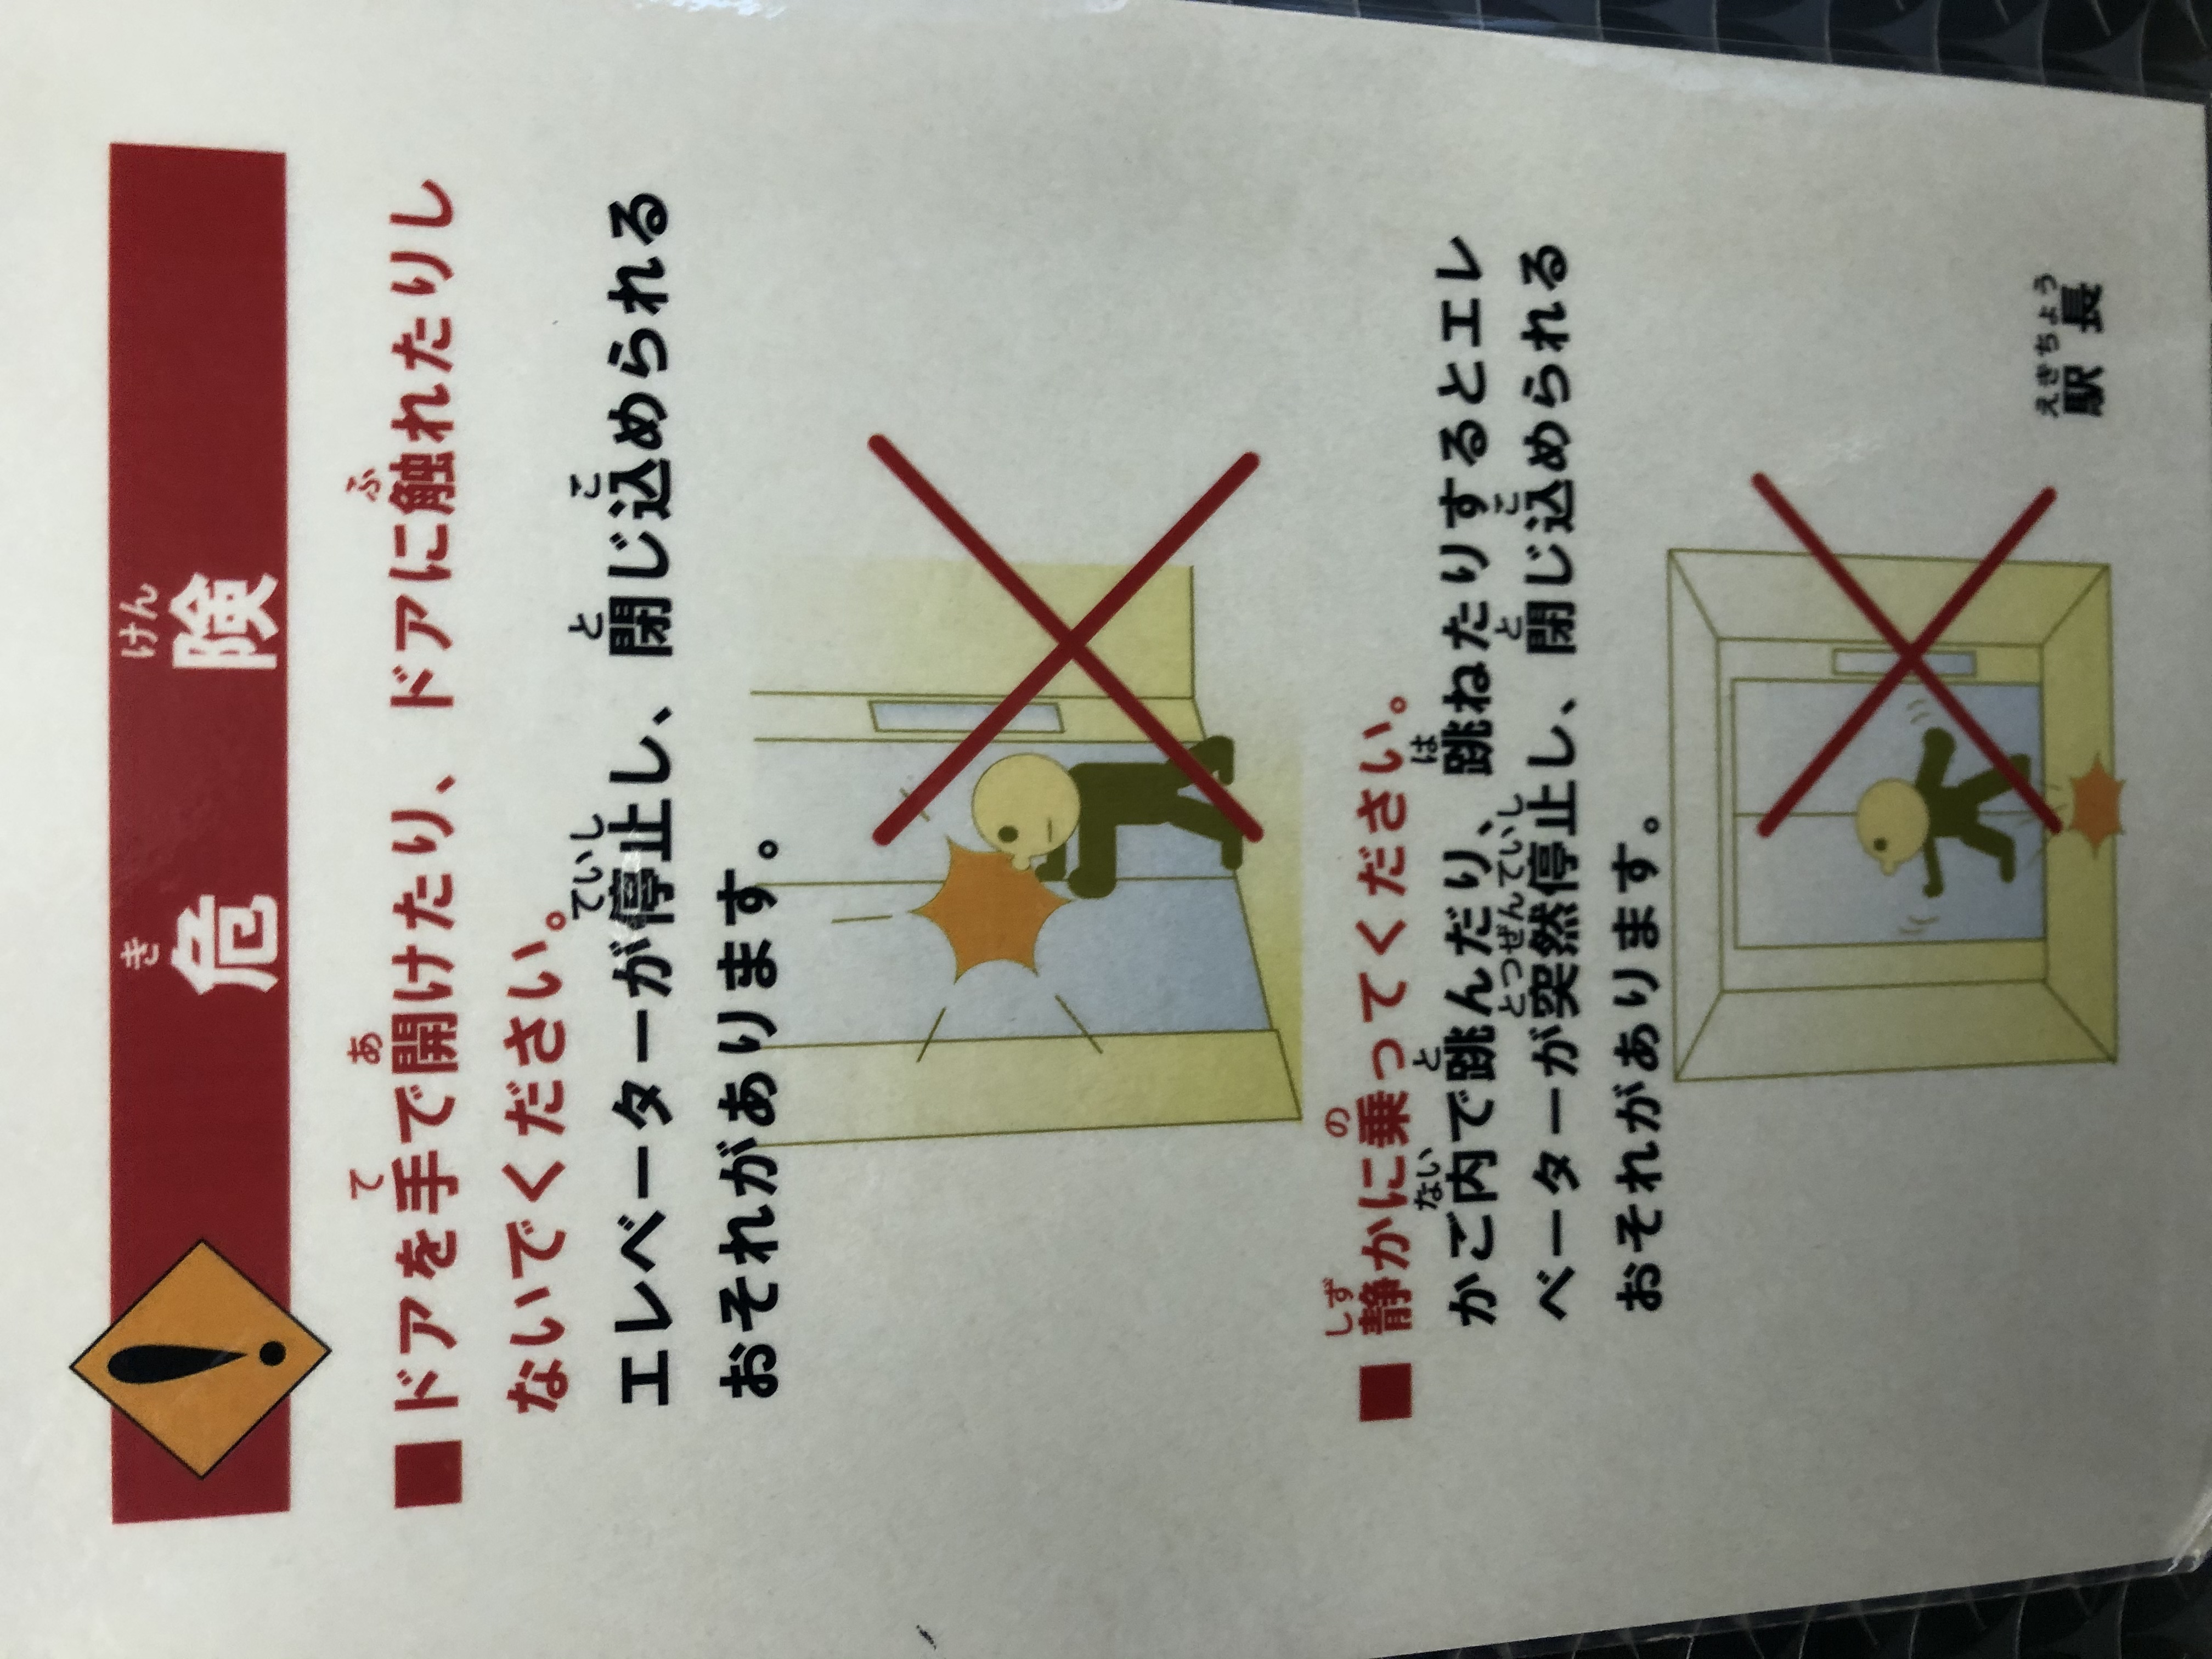 き けん
危 険
て あ ふ
■ドアを手で開けたり、ドアに触れたりし
ないでください。
ていし と こ
エレベーターが停止し、閉じ込められる
おそれがあります。
しず の
■静かに乗ってください。
ない と は
かご内で跳んだり、跳ねたりするとエレ
とつぜんていし と こ
ベーターが突然停止し、閉じ込められる
おそれがあります。
えきちょう
駅 長